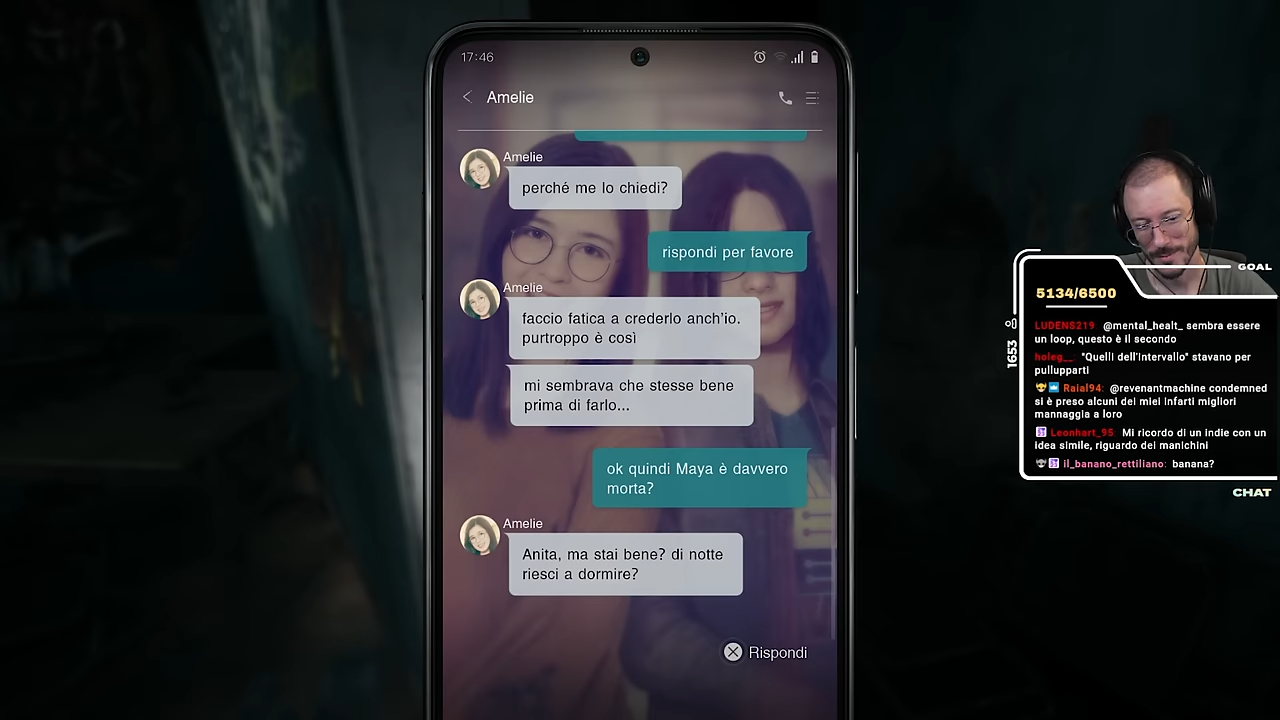 17:46
Amelie
Amelie
perché me lo chiedi?
rispondi per favore
Amelie
faccio fatica a crederlo anch'io.
purtroppo è così
mi sembrava che stesse bene
prima di farlo...
ok quindi Maya è davvero
morta?
Amelie
Anita, ma stai bene? di notte
riesci a dormire?
Rispondi
GOAL
5134/6500
1653
LUDENS219 @mental_healt_ sembra essere
un loop, questo è il secondo
holeg__: "Quelli dell'intervallo" stavano per
pullupparti
Raial94: @revenantmachine condemned
si è preso alcuni dei miei infarti migliori
mannaggia a loro
Leonhart_95: Mi ricordo di un indie con un
idea simile, riguardo dei manichini
il_banano_rettiliano: banana?
CHAT